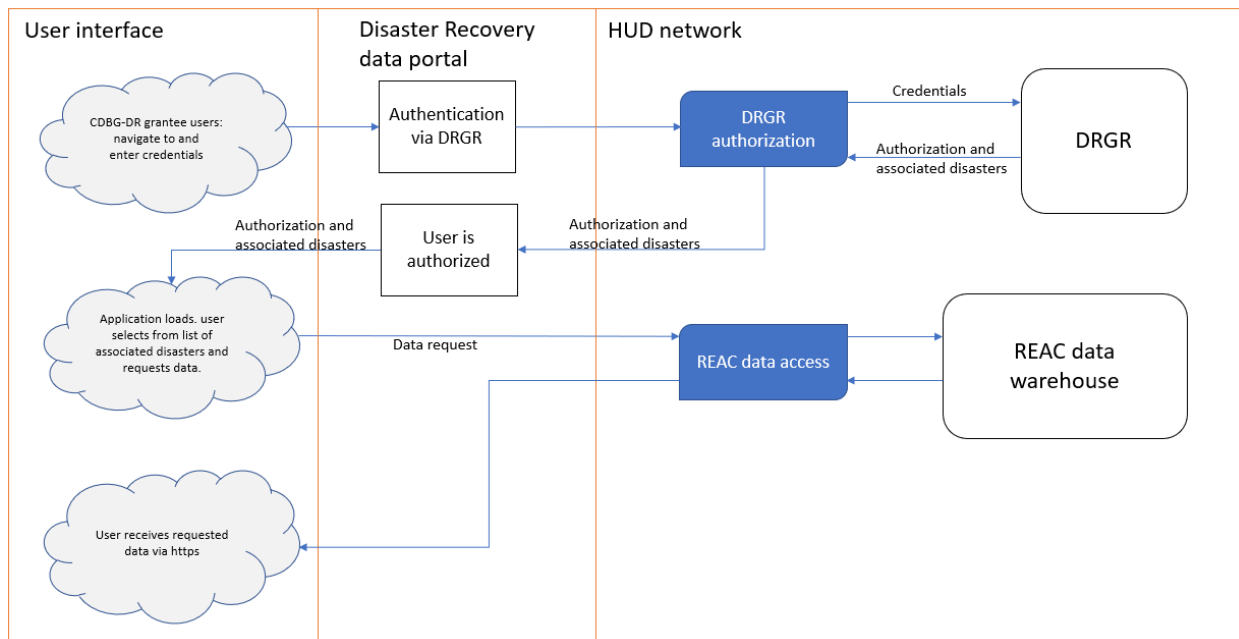 User interface
Disaster Recovery
data portal
HUD network
CDBG-DR grantee users:
navigate to and
enter credentials
Authentication
via DRGR
DRGR
authorization
Credentials
Authorization and
associated disasters
DRGR
Authorization and
associated disasters
User is
authorized
Authorization and
associated disasters
Application loads. user
selects from list of
associated disasters and
requests data.
Data request
REAC data access
REAC data
warehouse
User receives requested
data via https